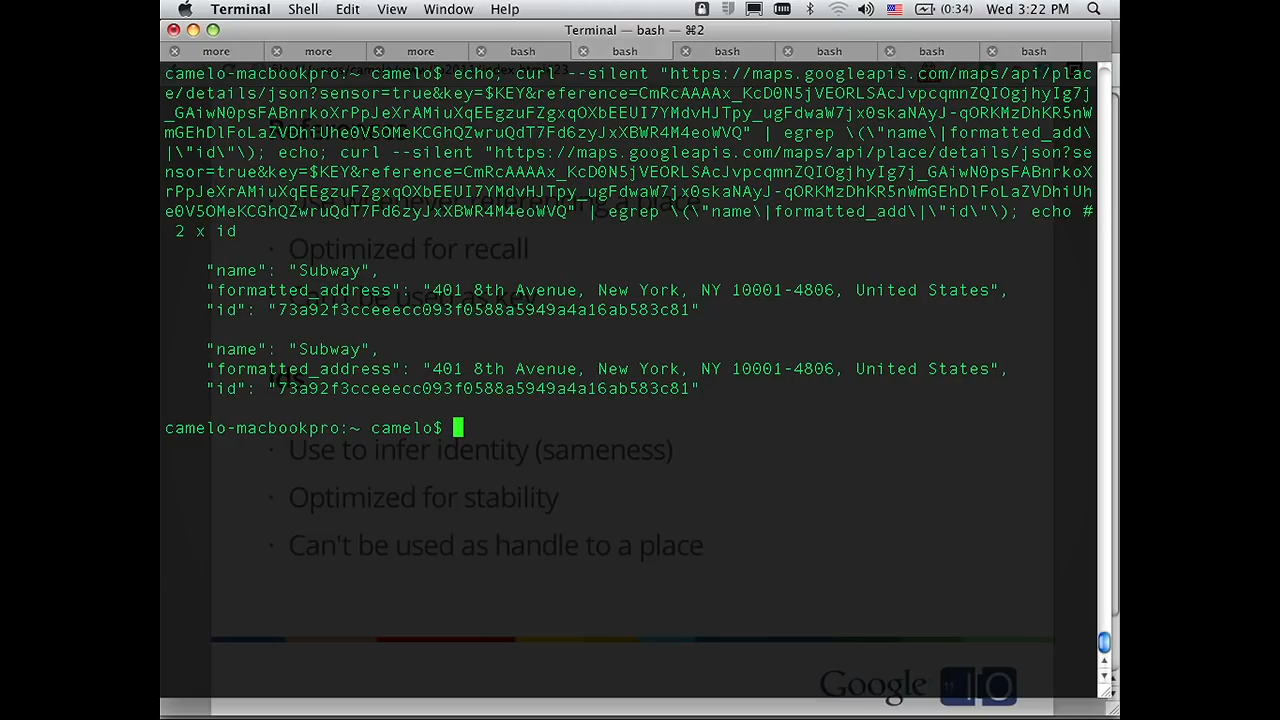 Terminal Shell Edit View Window Help (0:34) Wed 3:22 PM
Terminal — bash — ⌘2
more more more bash bash bash bash bash bash
camelo-macbookpro:~ camelo$ echo; curl --silent "https://maps.googleapis.com/maps/api/plac
e/details/json?sensor=true&key=$KEY&reference=CmRcAAAAx_KcD0N5jVEORLSAcJvpcqmnZQIOgjhyIg7j
_GAiwN0psFABnrkoXrPpJeXrAMiuXqEEgzuFZgxqOXbEEUI7YMdvHJTpy_ugFdwaW7jx0skaNAyJ-qORKMzDhKR5nW
mGEhDlFoLaZVDhiUhe0V5OMeKCGhQZwruQdT7Fd6zyJxXBWR4M4eoWVQ" | egrep \(\"name\|formatted_add\
|\"id\"\); echo; curl --silent "https://maps.googleapis.com/maps/api/place/details/json?se
nsor=true&key=$KEY&reference=CmRcAAAAx_KcD0N5jVEORLSAcJvpcqmnZQIOgjhyIg7j_GAiwN0psFABnrkoX
rPpJeXrAMiuXqEEgzuFZgxqOXbEEUI7YMdvHJTpy_ugFdwaW7jx0skaNAyJ-qORKMzDhKR5nWmGEhDlFoLaZVDhiUh
e0V5OMeKCGhQZwruQdT7Fd6zyJxXBWR4M4eoWVQ" | egrep \(\"name\|formatted_add\|\"id\"\); echo #
2 x id
· Optimized for recall
"name": "Subway",
"formatted_address": "401 8th Avenue, New York, NY 10001-4806, United States",
"id": "73a92f3cceeecc093f0588a5949a4a16ab583c81"
"name": "Subway",
"formatted_address": "401 8th Avenue, New York, NY 10001-4806, United States",
"id": "73a92f3cceeecc093f0588a5949a4a16ab583c81"
camelo-macbookpro:~ camelo$
· Use to infer identity (sameness)
· Optimized for stability
· Can't be used as handle to a place
Google 11 IO